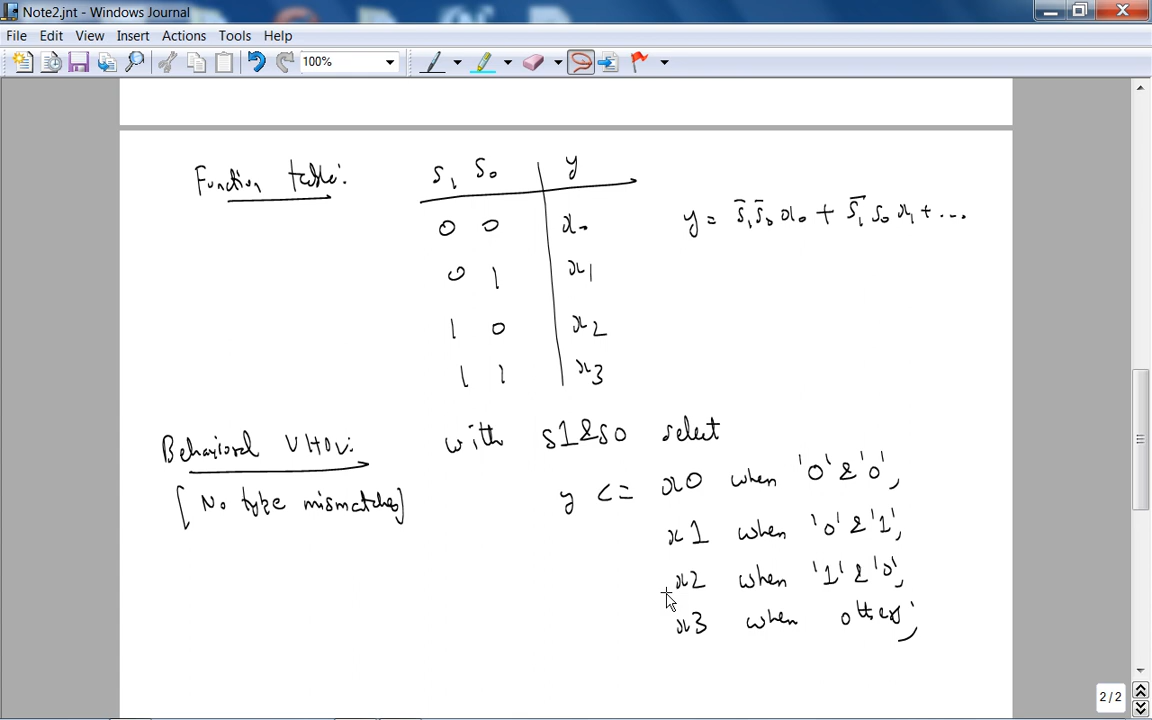 Note2.jnt - Windows Journal
File Edit View Insert Actions Tools Help
100%
Function table: s₁ s₀ | y
0 0 | x₀
0 1 | x1
1 0 | x2
1 1 | x3
y = s̄₁s̄₀x₀ + s̄₁s₀x₁ + ...
Behavioral VHDL: with s1&s0 select
[No type mismatches] y <= x0 when '0'&'0',
x1 when '0'&'1',
x2 when '1'&'0',
x3 when others;
2/2